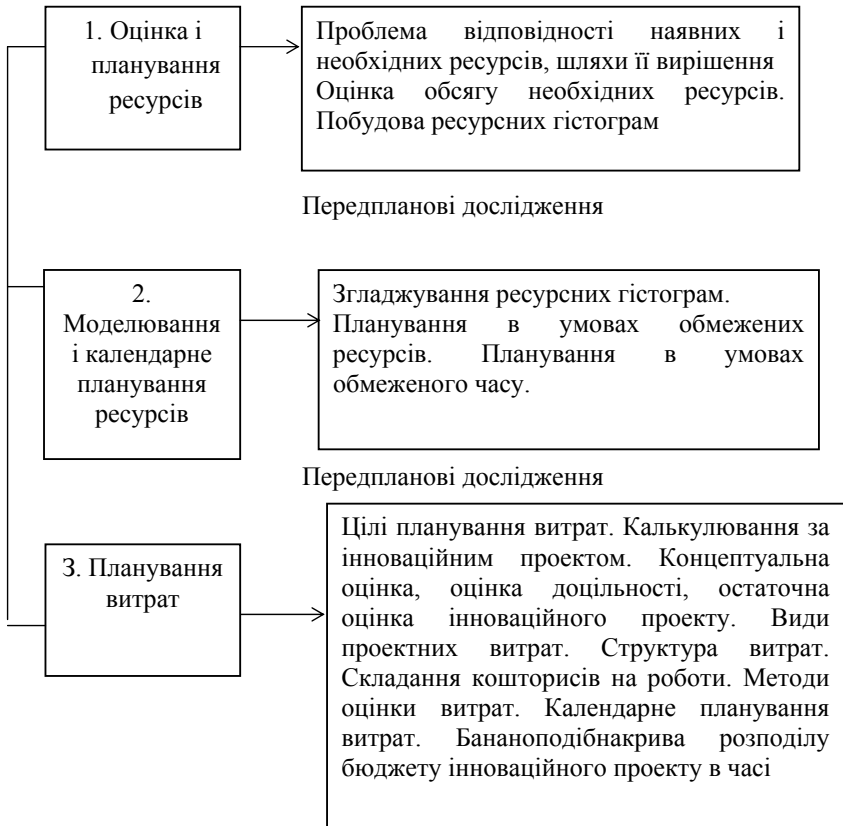 1. Оцінка і
планування
ресурсів
Проблема відповідності наявних і
необхідних ресурсів, шляхи її вирішення
Оцінка обсягу необхідних ресурсів.
Побудова ресурсних гістограм
Передпланові дослідження
2.
Моделювання
і календарне
планування
ресурсів
Згладжування ресурсних гістограм.
Планування в умовах обмежених
ресурсів. Планування в умовах
обмеженого часу.
Передпланові дослідження
3. Планування
витрат
Цілі планування витрат. Калькулювання за
інноваційним проектом. Концептуальна
оцінка, оцінка доцільності, остаточна
оцінка інноваційного проекту. Види
проектних витрат. Структура витрат.
Складання кошторисів на роботи. Методи
оцінки витрат. Календарне планування
витрат. Бананоподібнакрива розподілу
бюджету інноваційного проекту в часі